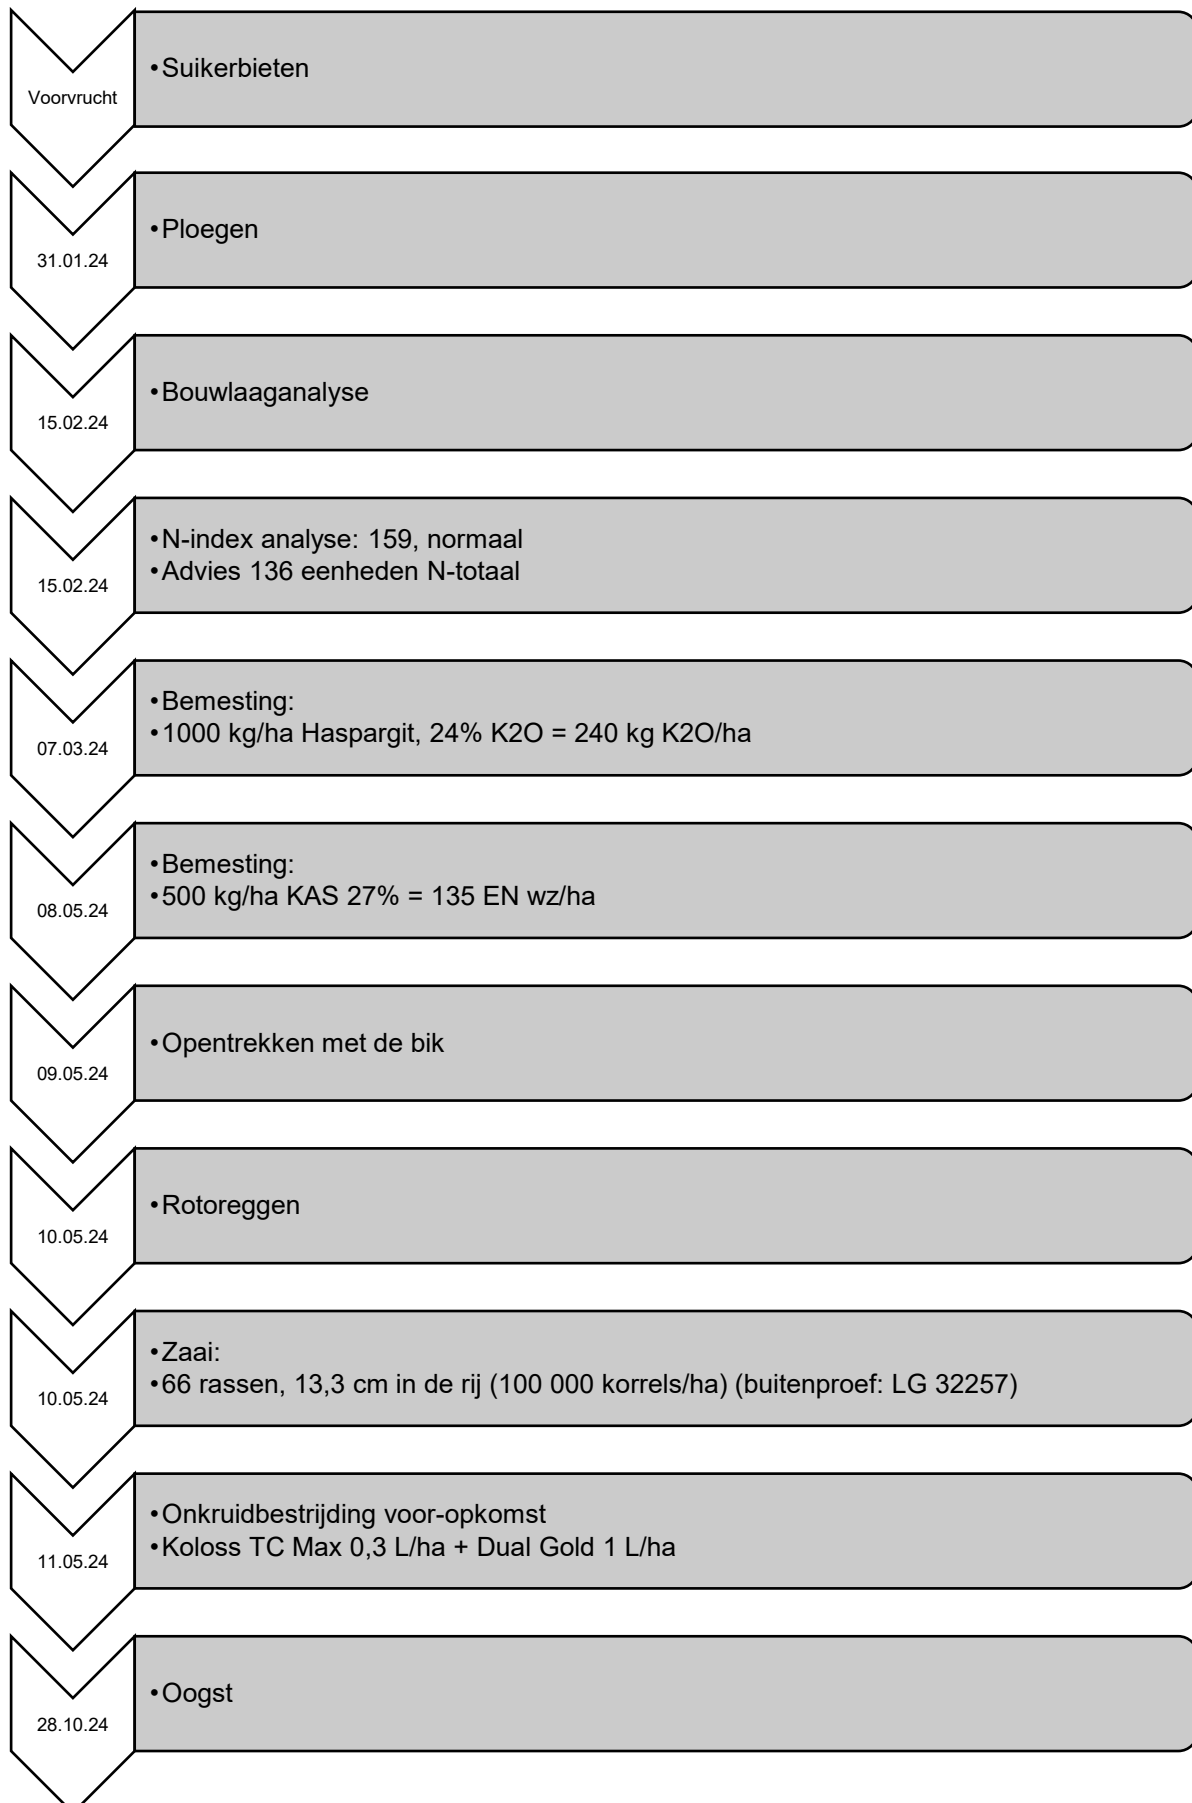 Voorvrucht
•Suikerbieten
31.01.24
•Ploegen
15.02.24
•Bouwlaaganalyse
15.02.24
•N-index analyse: 159, normaal
•Advies 136 eenheden N-totaal
07.03.24
•Bemesting:
•1000 kg/ha Haspargit, 24% K2O = 240 kg K2O/ha
08.05.24
•Bemesting:
•500 kg/ha KAS 27% = 135 EN wz/ha
09.05.24
•Opentrekken met de bik
10.05.24
•Rotoreggen
10.05.24
•Zaai:
•66 rassen, 13,3 cm in de rij (100 000 korrels/ha) (buitenproef: LG 32257)
11.05.24
•Onkruidbestrijding voor-opkomst
•Koloss TC Max 0,3 L/ha + Dual Gold 1 L/ha
28.10.24
•Oogst